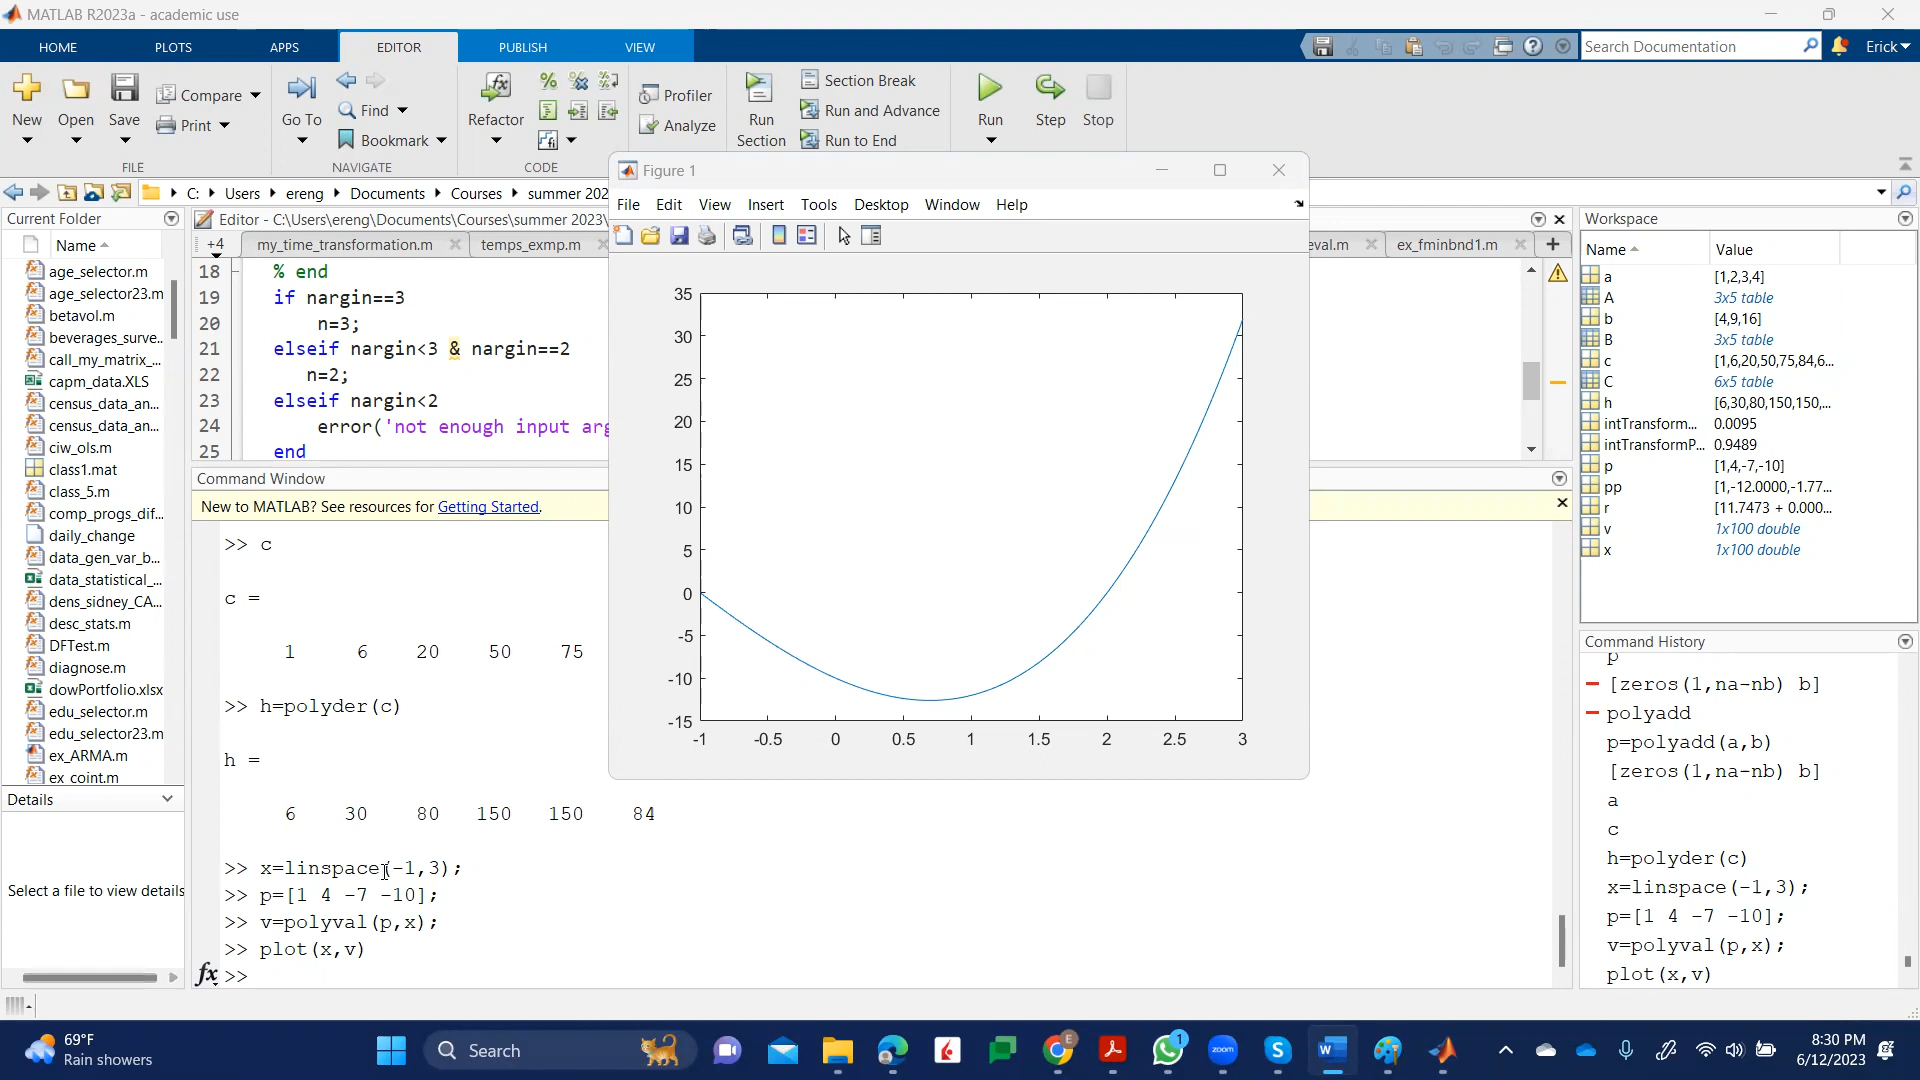 MATLAB R2023a - academic use
HOME PLOTS APPS EDITOR PUBLISH VIEW
Search Documentation
Erick
New Open Save Compare Print
FILE
Go To Find Bookmark
NAVIGATE
Refactor
CODE
Profiler
Analyze
Run Section
Section Break
Run and Advance
Run to End
Run Step Stop
C: Users ereng Documents Courses summer 202
Current Folder
Name
age_selector.m
age_selector23.m
betavol.m
beverages_surve...
call_my_matrix_...
capm_data.XLS
census_data_an...
census_data_an...
ciw_ols.m
class1.mat
class_5.m
comp_progs_dif...
daily_change
data_gen_var_b...
data_statistical_...
dens_sidney_CA...
desc_stats.m
DFTest.m
diagnose.m
dowPortfolio.xlsx
edu_selector.m
edu_selector23.m
ex_ARMA.m
ex_coint.m
Details
Select a file to view details
Editor - C:\Users\ereng\Documents\Courses\summer 2023\
+4 my_time_transformation.m temps_exmp.m eval.m ex_fminbnd1.m
18 % end
19 if nargin==3
20 n=3;
21 elseif nargin<3 & nargin==2
22 n=2;
23 elseif nargin<2
24 error('not enough input arg
25 end
Command Window
New to MATLAB? See resources for Getting Started.
>> c
c =
1 6 20 50 75
>> h=polyder(c)
h =
6 30 80 150 150 84
>> x=linspace(-1,3);
>> p=[1 4 -7 -10];
>> v=polyval(p,x);
>> plot(x,v)
fx >>
Figure 1
File Edit View Insert Tools Desktop Window Help
35
30
25
20
15
10
5
0
-5
-10
-15
-1 -0.5 0 0.5 1 1.5 2 2.5 3
Workspace
Name Value
a [1,2,3,4]
A 3x5 table
b [4,9,16]
B 3x5 table
c [1,6,20,50,75,84,6...
C 6x5 table
h [6,30,80,150,150,...
intTransform... 0.0095
intTransformP... 0.9489
p [1,4,-7,-10]
pp [1,-12.0000,-1.77...
r [11.7473 + 0.000...
v 1x100 double
x 1x100 double
Command History
p
[zeros(1,na-nb) b]
polyadd
p=polyadd(a,b)
[zeros(1,na-nb) b]
a
c
h=polyder(c)
x=linspace(-1,3);
p=[1 4 -7 -10];
v=polyval(p,x);
plot(x,v)
69°F
Rain showers
Search
E
1
zoom
8:30 PM
6/12/2023